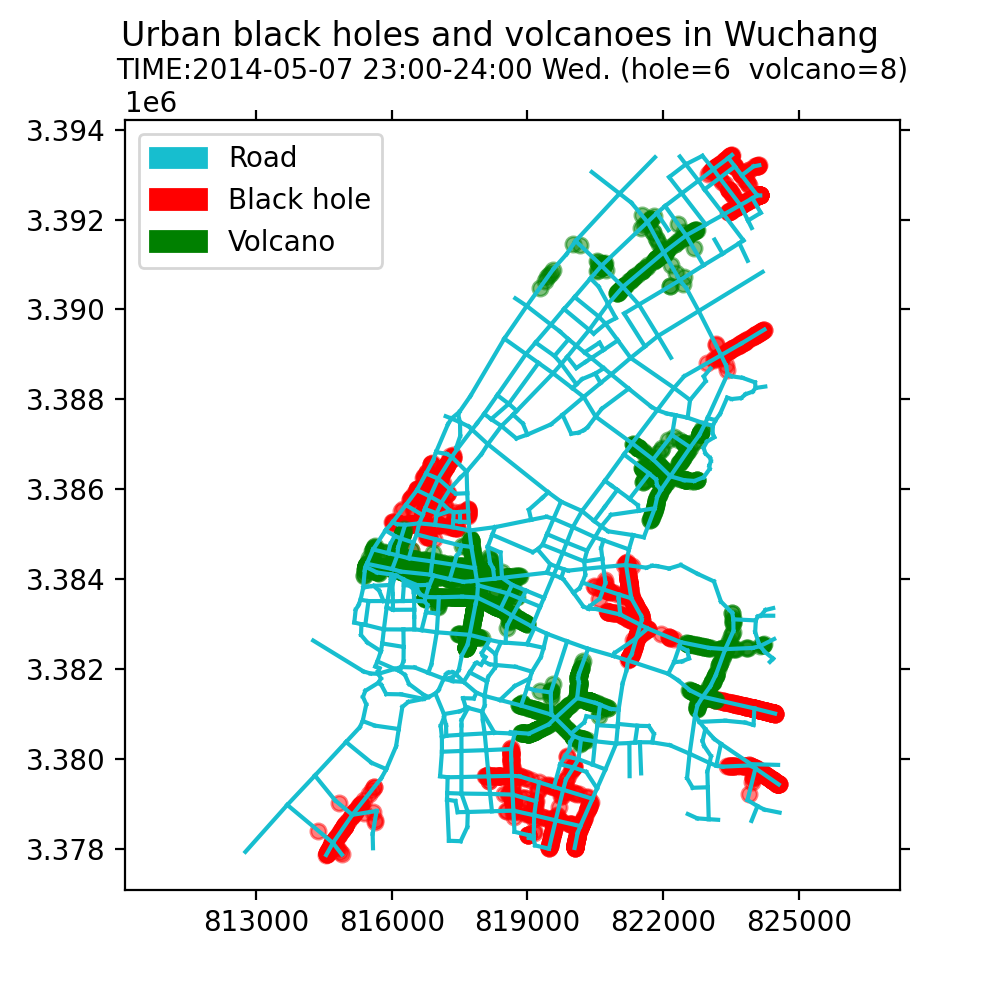 Urban black holes and volcanoes in Wuchang
TIME:2014-05-07 23:00-24:00 Wed. (hole=6  volcano=8)
1e6
3.394
3.392
3.390
3.388
3.386
3.384
3.382
3.380
3.378
Road
Black hole
Volcano
813000 816000 819000 822000 825000